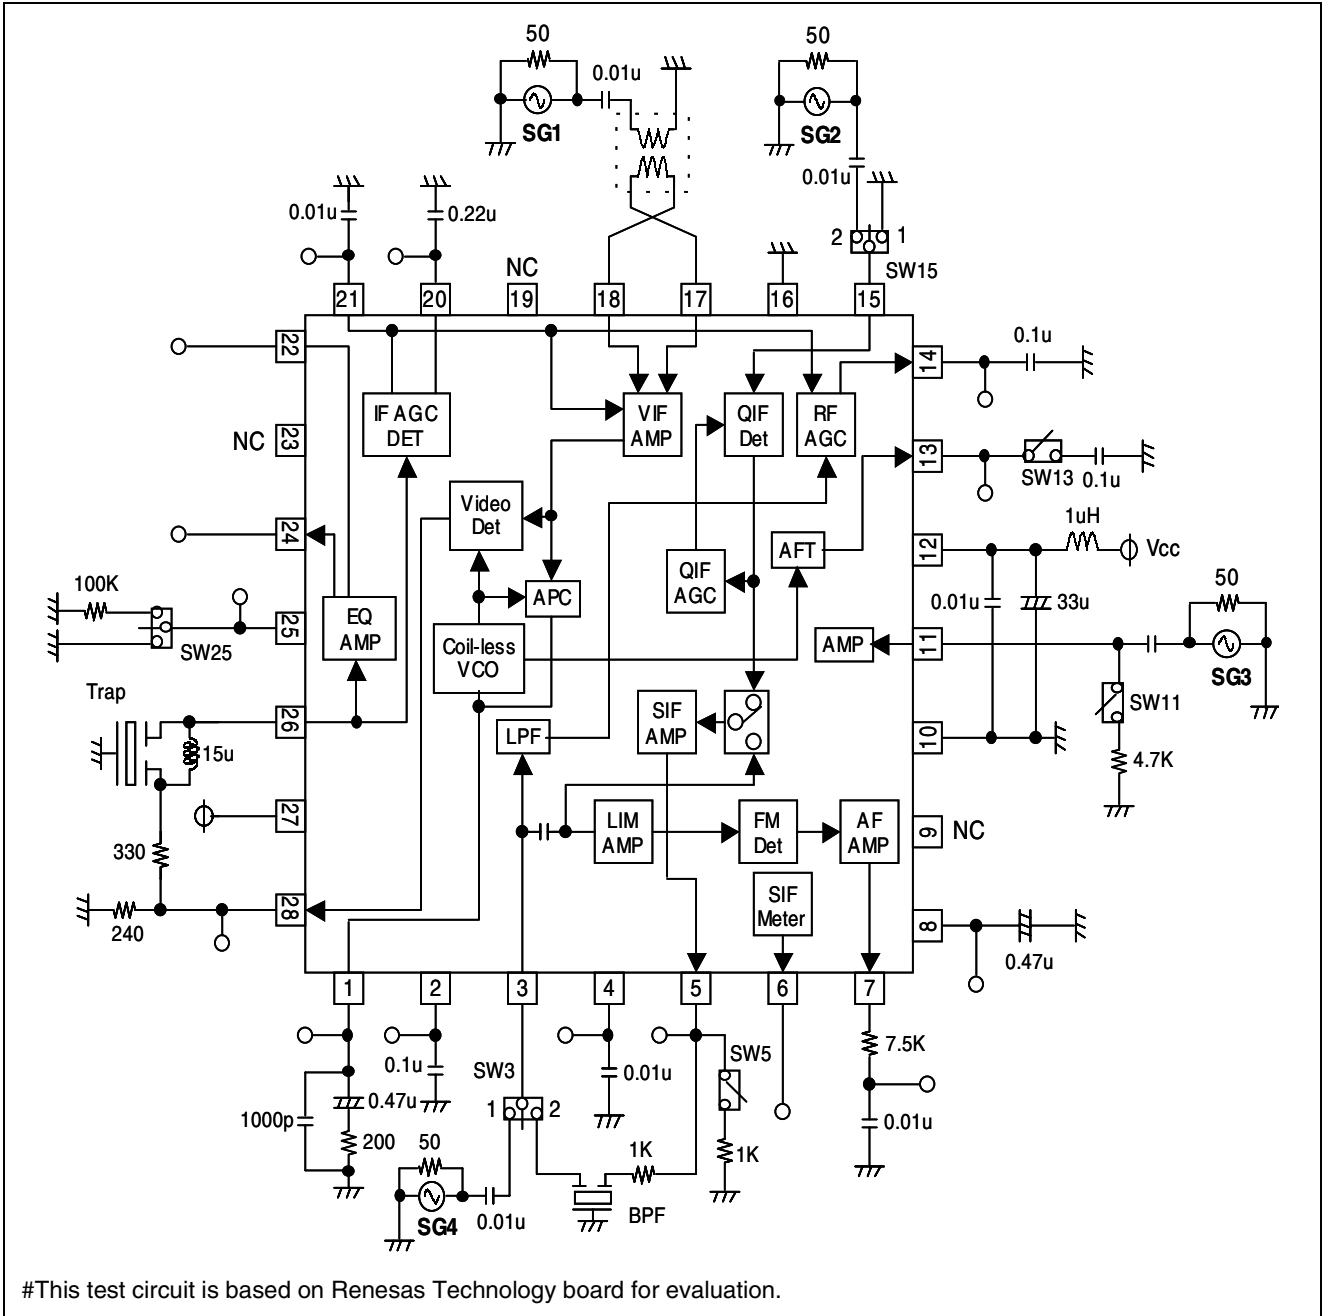 50
50
0.01u
SG1
SG2
0.01u
0.01u
0.22u
2
1
SW15
NC
21
20
19
18
17
16
15
22
14
0.1u
IF AGC
DET
VIF
AMP
QIF
Det
RF
AGC
NC
23
13
SW13
0.1u
Video
Det
24
AFT
12
1uH
Vcc
100K
QIF
AGC
APC
50
0.01u
33u
EQ
AMP
25
SW25
Coil-less
VCO
AMP
11
SG3
SW11
Trap
26
15u
LPF
SIF
AMP
10
4.7K
27
LIM
AMP
FM
Det
AF
AMP
9
NC
330
28
SIF
Meter
8
240
0.47u
1
2
3
4
5
6
7
7.5K
0.1u
SW3
0.01u
SW5
1000p
0.47u
1
2
0.01u
200
50
1K
1K
SG4
0.01u
BPF
#This test circuit is based on Renesas Technology board for evaluation.